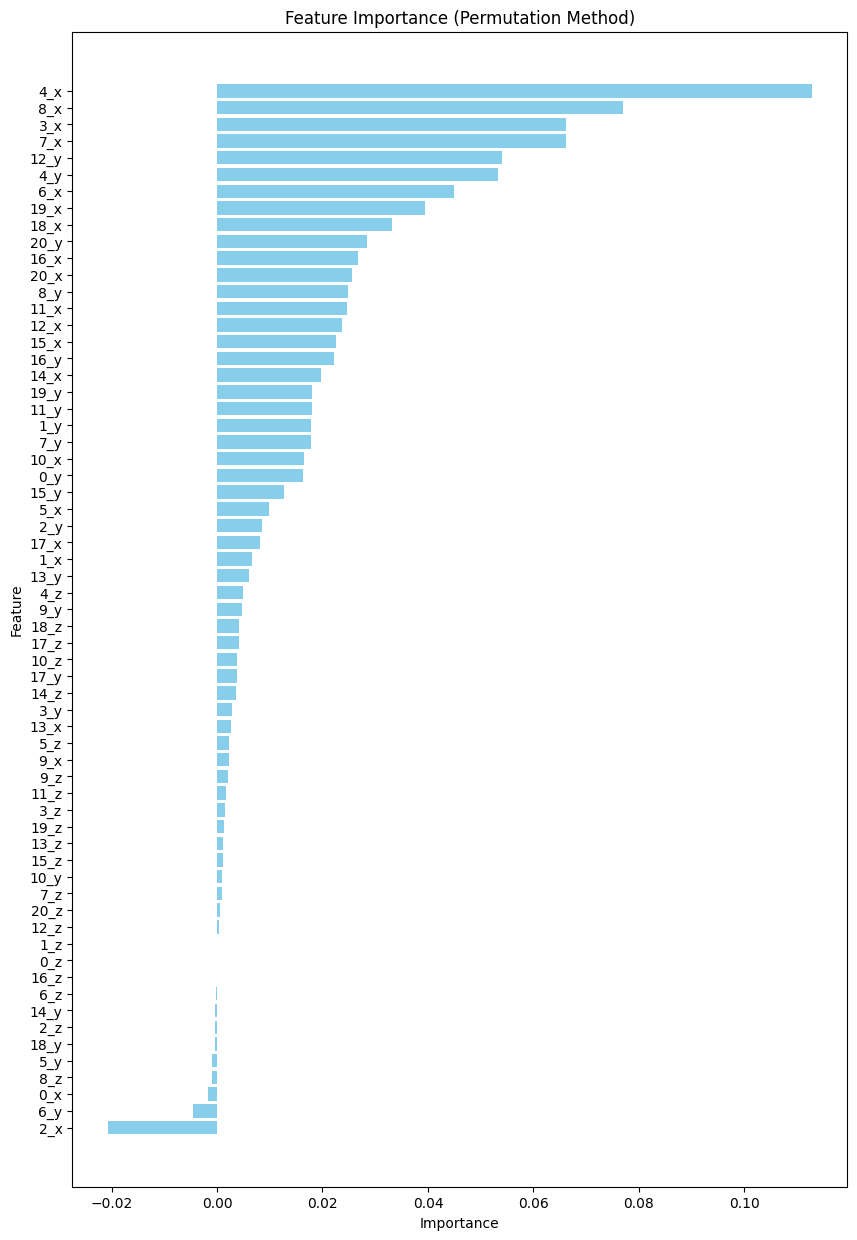 Feature Importance (Permutation Method)
4_x
8_x
3_x
7_x
12_y
4_y
6_x
19_x
18_x
20_y
16_x
20_x
8_y
11_x
12_x
15_x
16_y
14_x
19_y
11_y
1_y
7_y
10_x
0_y
15_y
5_x
2_y
17_x
1_x
13_y
4_z
9_y
18_z
17_z
10_z
17_y
14_z
3_y
13_x
5_z
9_x
9_z
11_z
3_z
19_z
13_z
15_z
10_y
7_z
20_z
12_z
1_z
0_z
16_z
6_z
14_y
2_z
18_y
5_y
8_z
0_x
6_y
2_x
Feature
−0.02 0.00 0.02 0.04 0.06 0.08 0.10
Importance